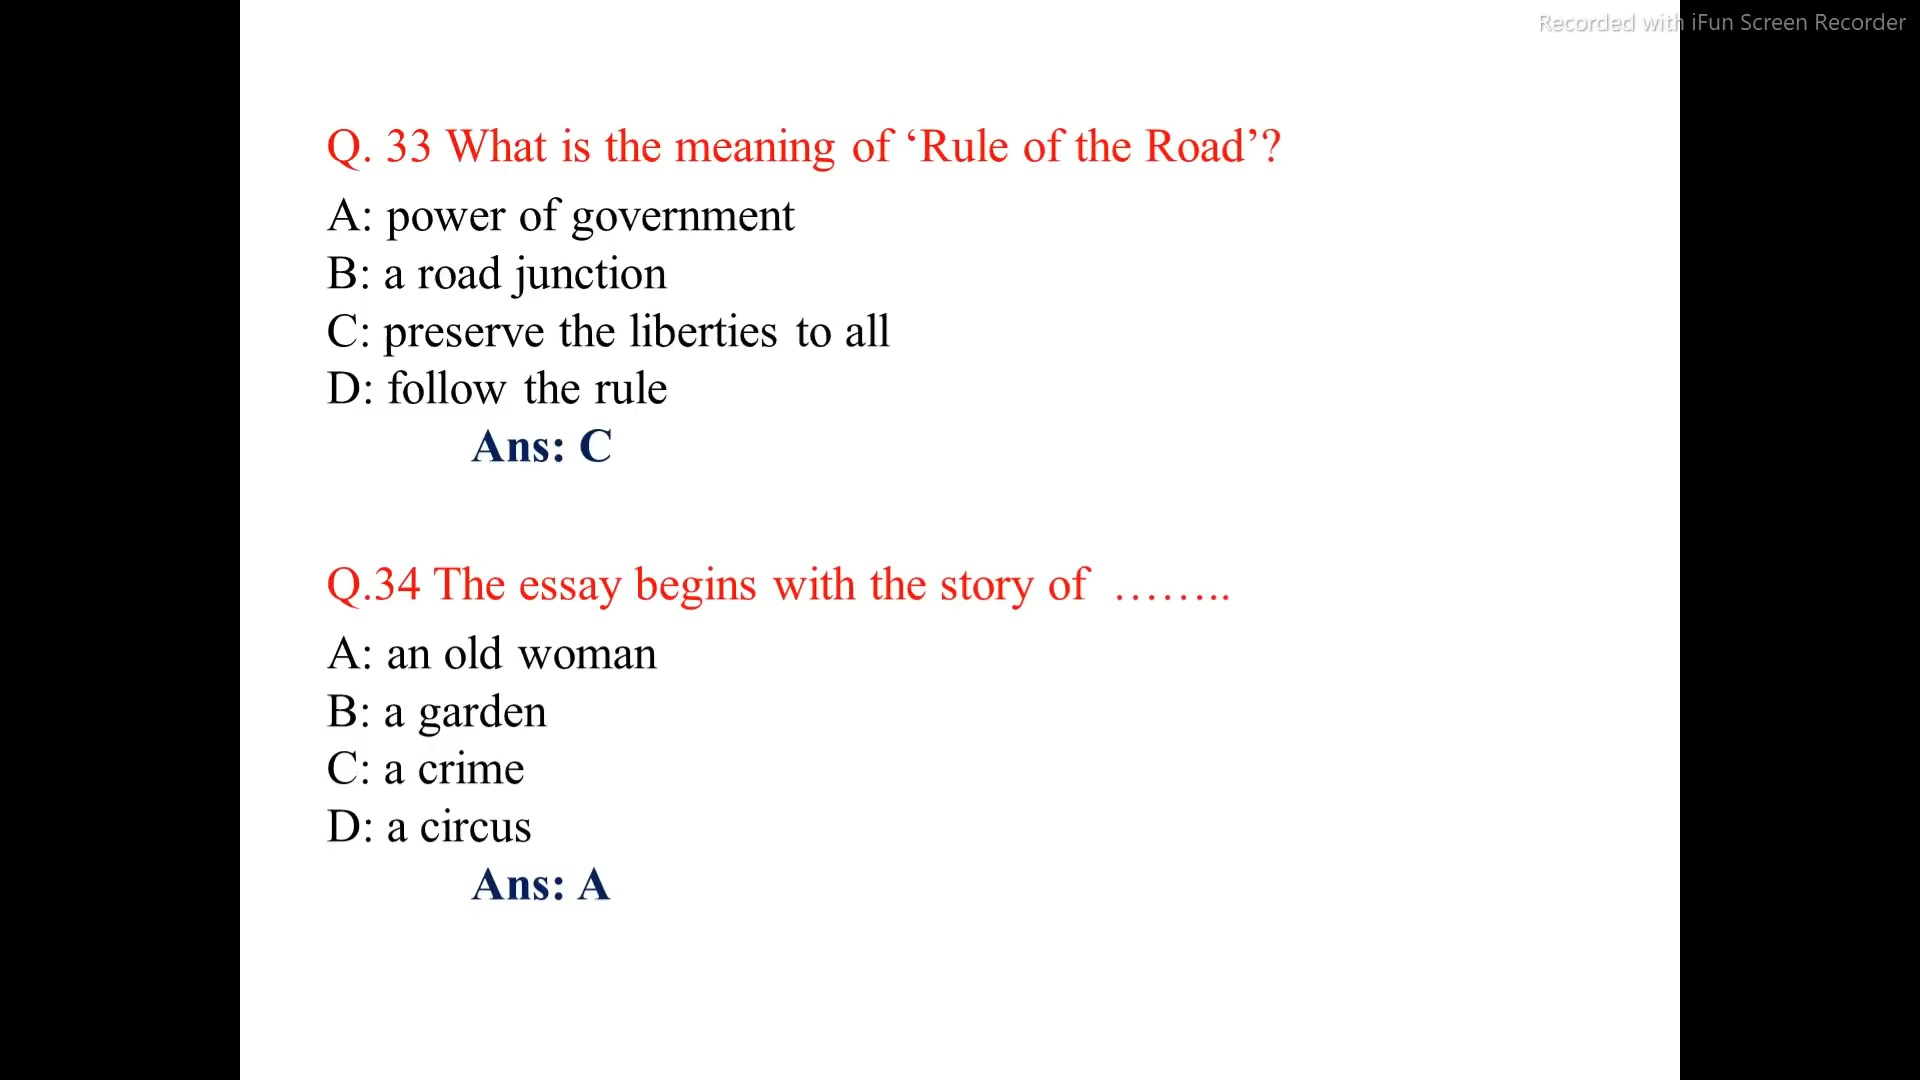 Recorded with iFun Screen Recorder
Q. 33 What is the meaning of ‘Rule of the Road’?
A: power of government
B: a road junction
C: preserve the liberties to all
D: follow the rule
Ans: C
Q.34 The essay begins with the story of ……..
A: an old woman
B: a garden
C: a crime
D: a circus
Ans: A